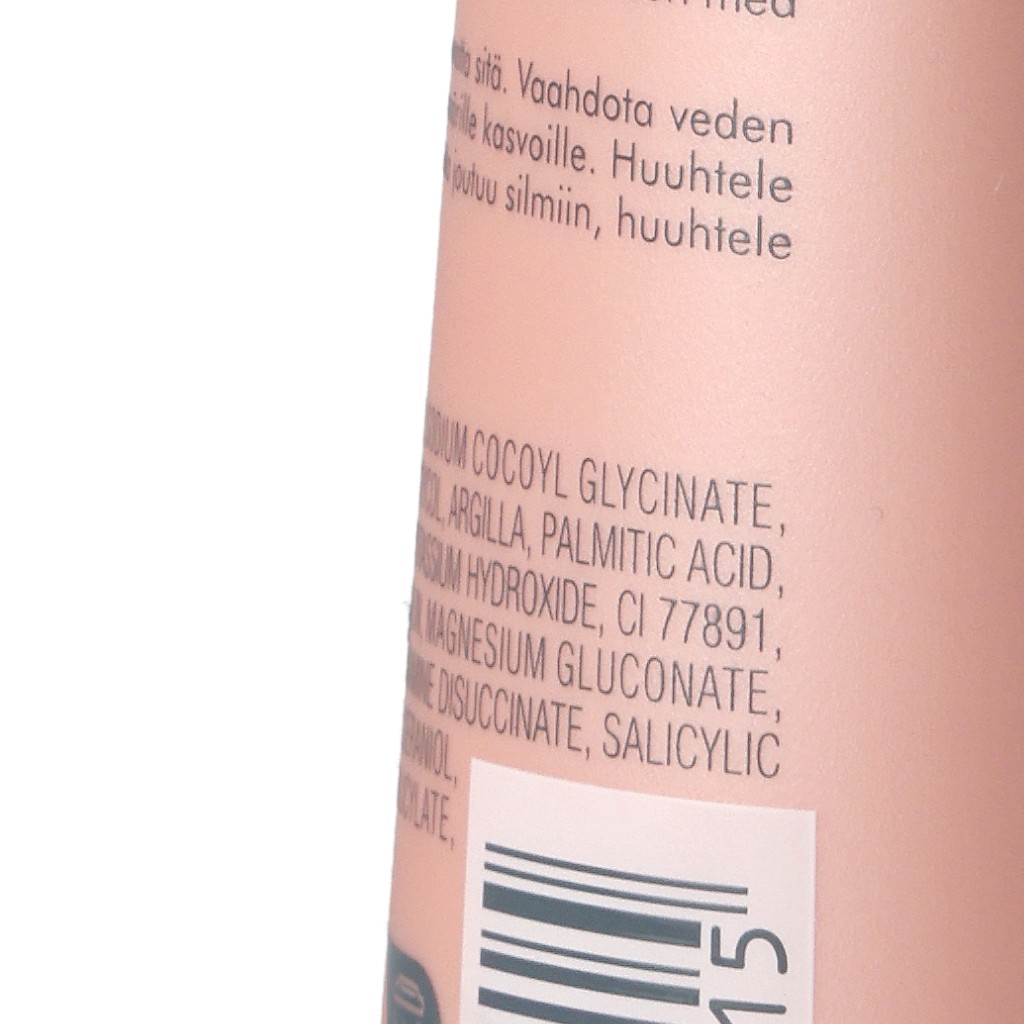 med
sitä. Vaahdota veden
kasvoille. Huuhtele
joutuu silmiin, huuhtele
COCOYL GLYCINATE,
ARGILLA, PALMITIC ACID,
HYDROXIDE, CI 77891,
MAGNESIUM GLUCONATE,
DISUCCINATE, SALICYLIC
15